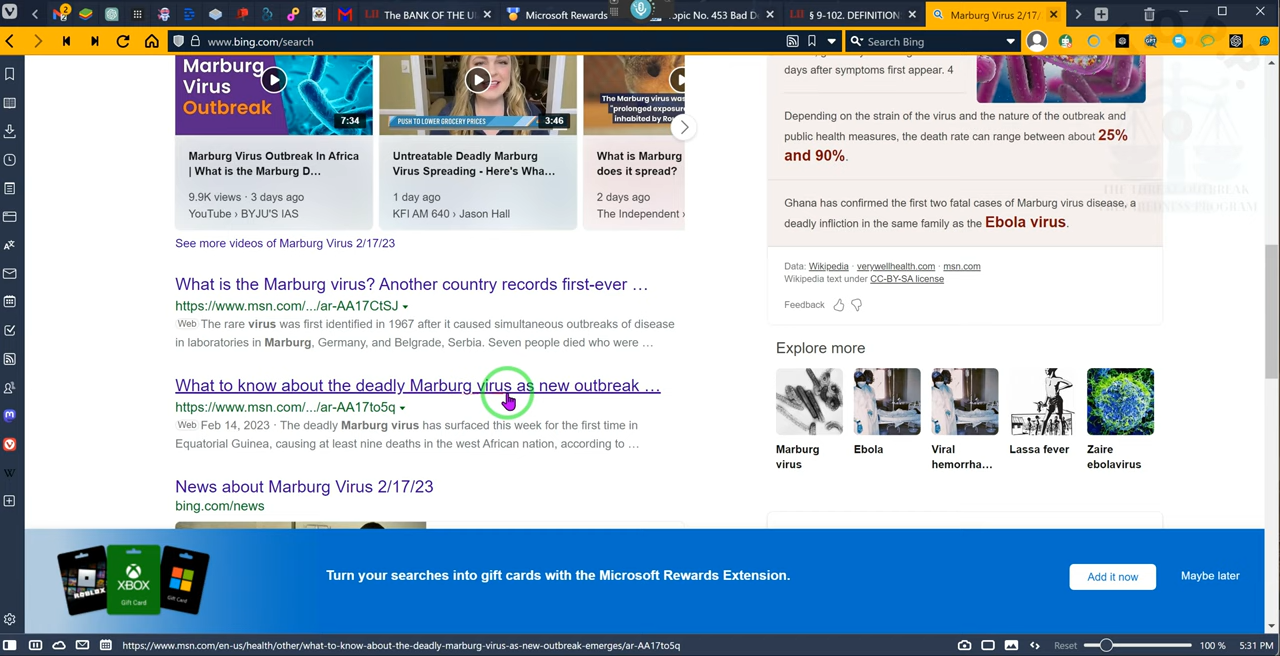 The BANK OF THE U
Microsoft Rewards
opic No. 453 Bad D
§ 9-102. DEFINITION
Marburg Virus 2/17/
www.bing.com/search
Search Bing
Marburg
Virus
Outbreak
7:34
PUSH TO LOWER GROCERY PRICES
3:46
The Marburg virus was
"prolonged exposur
inhabited by Ro
Marburg Virus Outbreak In Africa
| What is the Marburg D...
9.9K views · 3 days ago
YouTube › BYJU'S IAS
Untreatable Deadly Marburg
Virus Spreading - Here's Wha...
1 day ago
KFI AM 640 › Jason Hall
What is Marburg
does it spread?
2 days ago
The Independent ›
See more videos of Marburg Virus 2/17/23
What is the Marburg virus? Another country records first-ever ...
https://www.msn.com/.../ar-AA17CtSJ
Web The rare virus was first identified in 1967 after it caused simultaneous outbreaks of disease
in laboratories in Marburg, Germany, and Belgrade, Serbia. Seven people died who were ...
What to know about the deadly Marburg virus as new outbreak ...
https://www.msn.com/.../ar-AA17to5q
Web Feb 14, 2023 · The deadly Marburg virus has surfaced this week for the first time in
Equatorial Guinea, causing at least nine deaths in the west African nation, according to ...
News about Marburg Virus 2/17/23
bing.com/news
days after symptoms first appear. 4
Depending on the strain of the virus and the nature of the outbreak and
public health measures, the death rate can range between about 25%
and 90%.
Ghana has confirmed the first two fatal cases of Marburg virus disease, a
deadly infliction in the same family as the Ebola virus.
Data: Wikipedia · verywellhealth.com · msn.com
Wikipedia text under CC-BY-SA license
Feedback
Explore more
Marburg
virus
Ebola
Viral
hemorrha...
Lassa fever
Zaire
ebolavirus
XBOX
Gift Card
Turn your searches into gift cards with the Microsoft Rewards Extension.
Add it now
Maybe later
https://www.msn.com/en-us/health/other/what-to-know-about-the-deadly-marburg-virus-as-new-outbreak-emerges/ar-AA17to5q
Reset
100 %
5:31 PM